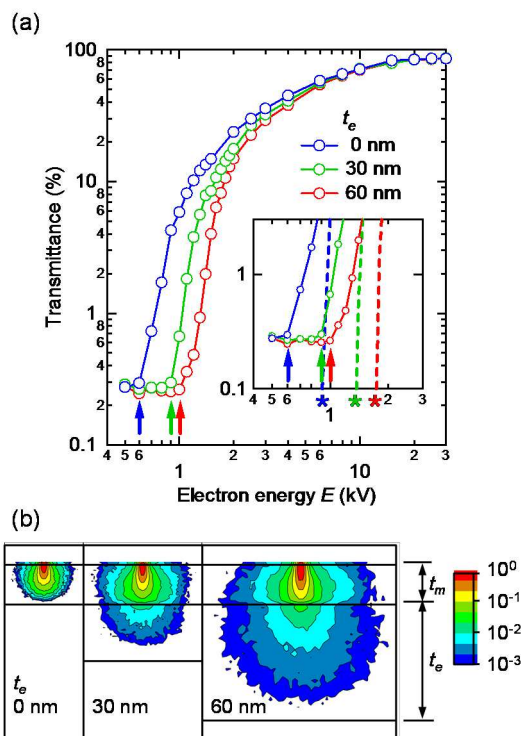 (a)
100
8
6
4
2
10
8
6
4
2
1
8
6
4
2
0.1
Transmittance (%)
t_e
0 nm
30 nm
60 nm
1
0.1
4 5 6 1 2 3
* * *
4 5 6 8 1 2 4 6 8 10 3
Electron energy E (kV)
(b)
t_e
0 nm
30 nm
60 nm
t_m
t_e
10^0
10^-1
10^-2
10^-3